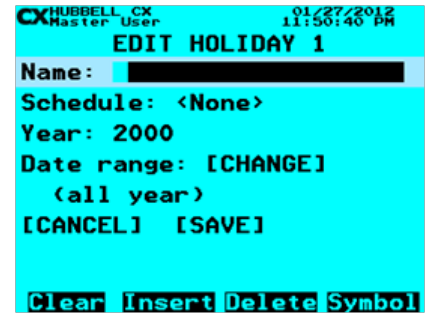 CX HUBBELL CX 01/27/2012
Master User 11:50:40 PM
EDIT HOLIDAY 1
Name:
Schedule: <None>
Year: 2000
Date range: [CHANGE]
(all year)
[CANCEL] [SAVE]
Clear Insert Delete Symbol